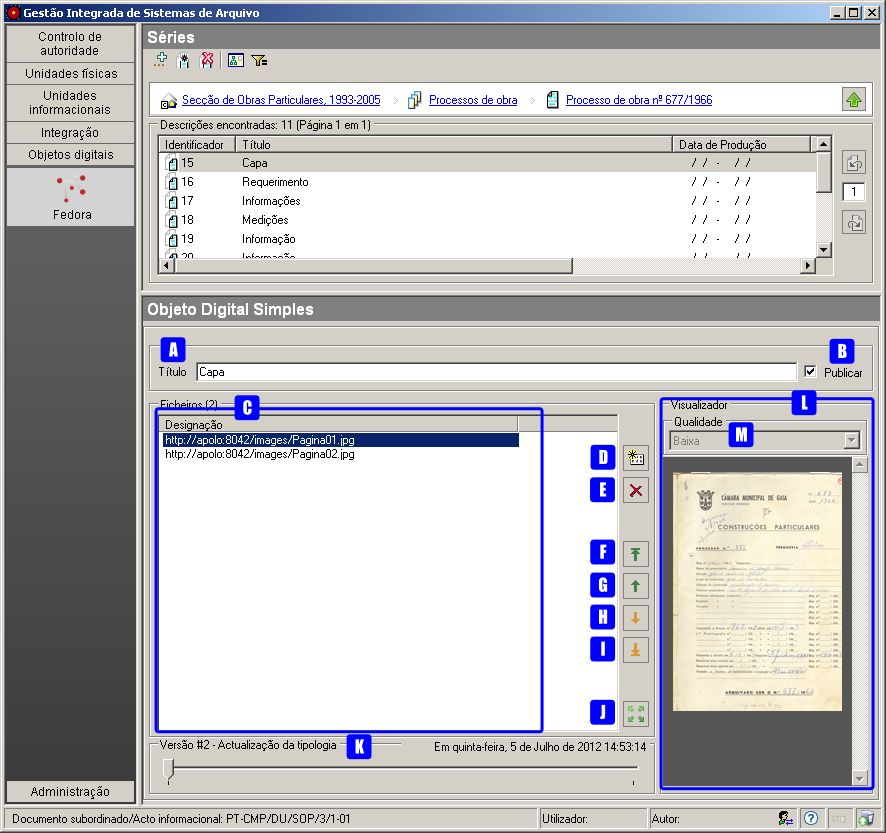 Gestão Integrada de Sistemas de Arquivo
Controlo de
autoridade
Unidades físicas
Unidades
informacionais
Integração
Objetos digitais
Fedora
Administração
Séries
Secção de Obras Particulares, 1993-2005
Processos de obra
Processo de obra nº 677/1966
Descrições encontradas: 11 (Página 1 em 1)
Identificador Título Data de Produção
15 Capa / / - / /
16 Requerimento / / - / /
17 Informações / / - / /
18 Medições / / - / /
19 Informação / / - / /
20 Informação / / - / /
1
Objeto Digital Simples
A
B
Título Capa Publicar
Ficheiros (2)
C
Designação
http://apolo:8042/images/Pagina01.jpg
http://apolo:8042/images/Pagina02.jpg
D
E
F
G
H
I
J
Visualizador
L
Qualidade
M
Baixa
CÂMARA MUNICIPAL DE GAIA
CONSTRUÇÕES PARTICULARES
PROCESSO N.º
FREGUESIA
ARQUIVADO SOB O N.º 677/66
Versão #2 - Actualização da tipologia
K
Em quinta-feira, 5 de Julho de 2012 14:53:14
Documento subordinado/Acto informacional: PT-CMP/DU/SOP/3/1-01
Utilizador:
Autor: